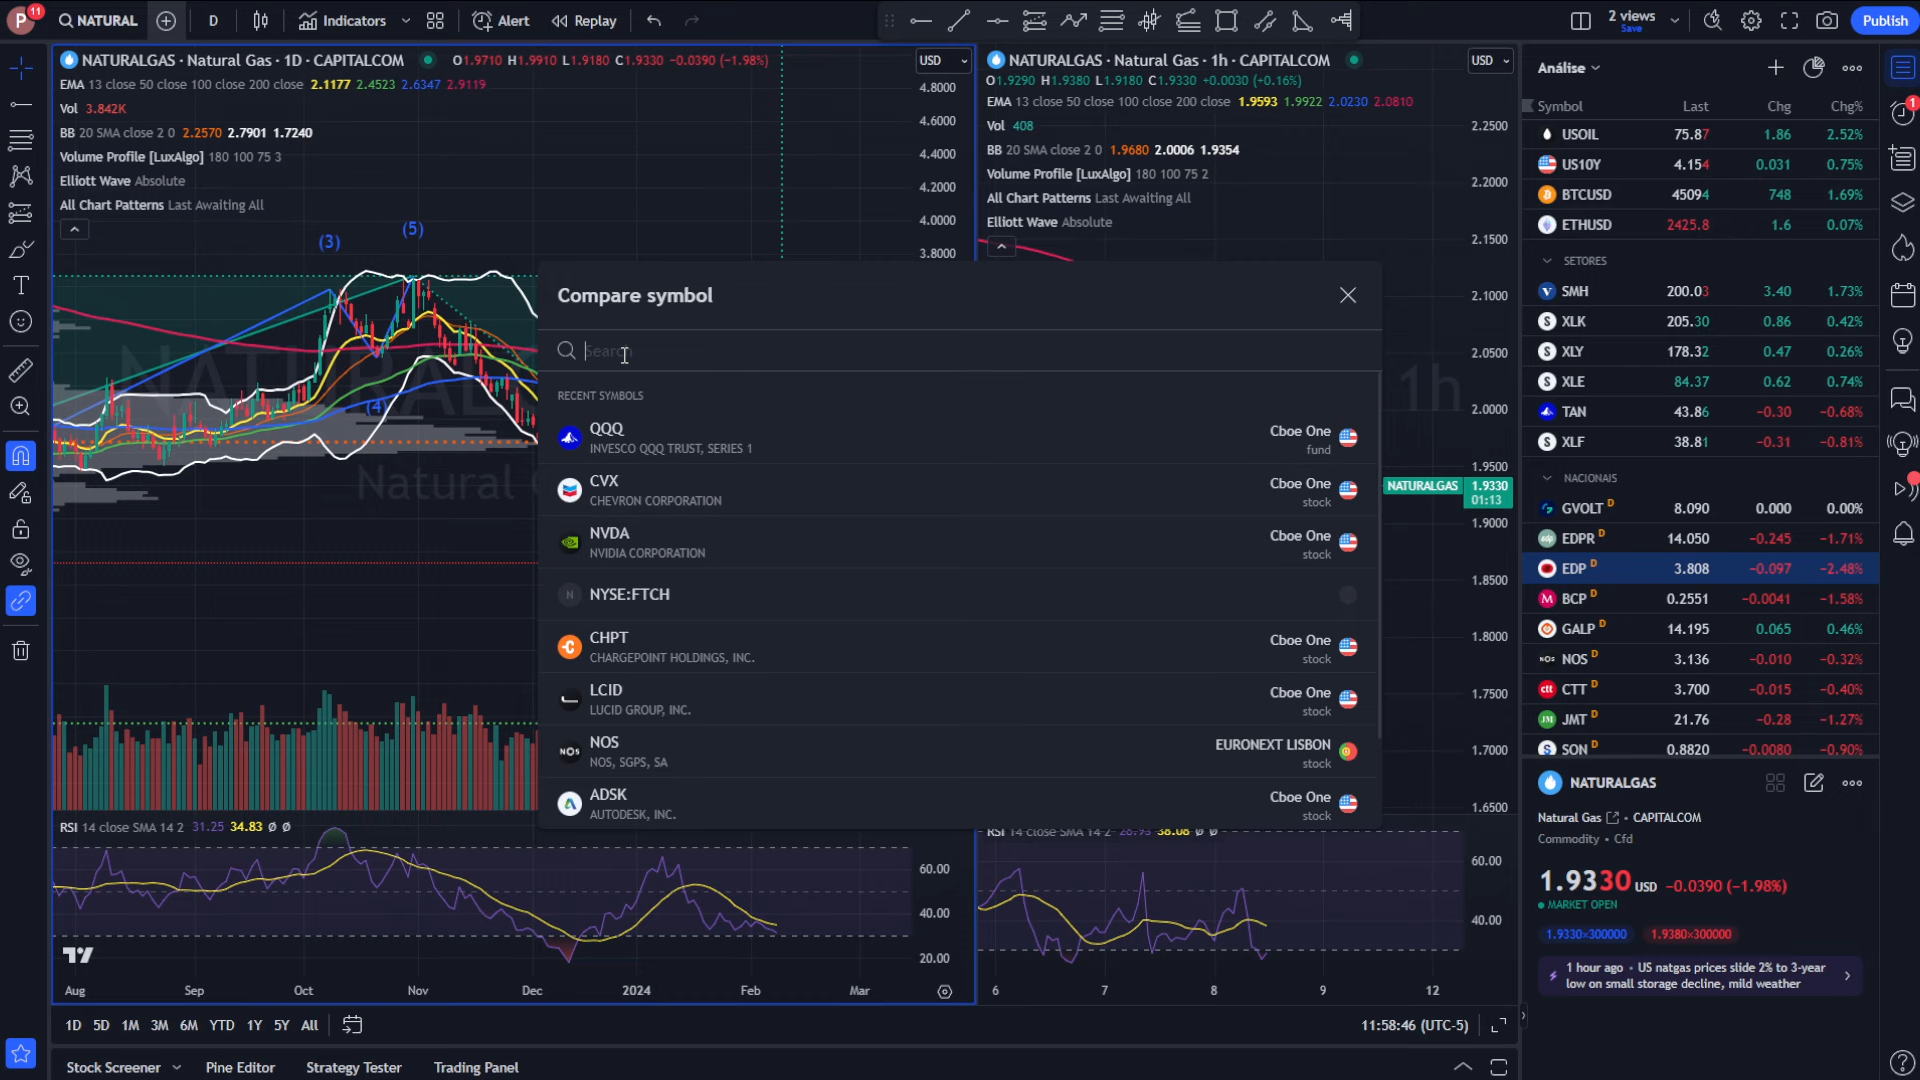 P 11 NATURAL D Indicators Alert Replay 2 views Save Publish
NATURALGAS · Natural Gas · 1D · CAPITALCOM O1.9710 H1.9910 L1.9180 C1.9330 −0.0390 (−1.98%) USD
EMA 13 close 50 close 100 close 200 close 2.1177 2.4523 2.6347 2.9119
Vol 3.842K
BB 20 SMA close 2 0 2.2570 2.7901 1.7240
Volume Profile [LuxAlgo] 180 100 75 3
Elliott Wave Absolute
All Chart Patterns Last Awaiting All
(3)
(5)
(4)
4.8000
4.6000
4.4000
4.2000
4.0000
3.8000
NATURALGAS · Natural Gas · 1h · CAPITALCOM USD
O1.9290 H1.9380 L1.9180 C1.9330 −0.0030 (+0.16%)
EMA 13 close 50 close 100 close 200 close 1.9593 1.9922 2.0230 2.0810
Vol 408
BB 20 SMA close 2 0 1.9680 2.0006 1.9354
Volume Profile [LuxAlgo] 180 100 75 2
All Chart Patterns Last Awaiting All
Elliott Wave Absolute
2.2500
2.2000
2.1500
2.1000
2.0500
2.0000
1.9500
NATURALGAS 1.9330
01:13
1.9000
1.8500
1.8000
1.7500
1.7000
1.6500
1h
Natural
Compare symbol
Search
RECENT SYMBOLS
QQQ
INVESCO QQQ TRUST, SERIES 1
Cboe One
fund
CVX
CHEVRON CORPORATION
Cboe One
stock
NVDA
NVIDIA CORPORATION
Cboe One
stock
N NYSE:FTCH
CHPT
CHARGEPOINT HOLDINGS, INC.
Cboe One
stock
LCID
LUCID GROUP, INC.
Cboe One
stock
NOS
NOS, SGPS, SA
EURONEXT LISBON
stock
ADSK
AUTODESK, INC.
Cboe One
stock
RSI 14 close SMA 14 2 31.25 34.83 Ø Ø
60.00
40.00
20.00
Aug Sep Oct Nov Dec 2024 Feb Mar
RSI 14 close SMA 14 2 28.93 38.08 Ø Ø
60.00
40.00
6 7 8 9 12
1D 5D 1M 3M 6M YTD 1Y 5Y All 11:58:46 (UTC-5)
Stock Screener Pine Editor Strategy Tester Trading Panel
Análise
Symbol Last Chg Chg%
USOIL 75.87 1.86 2.52%
US10Y 4.154 0.031 0.75%
BTCUSD 45094 748 1.69%
ETHUSD 2425.8 1.6 0.07%
SETORES
SMH 200.03 3.40 1.73%
XLK 205.30 0.86 0.42%
XLY 178.32 0.47 0.26%
XLE 84.37 0.62 0.74%
TAN 43.86 −0.30 −0.68%
XLF 38.81 −0.31 −0.81%
NACIONAIS
GVOLT D 8.090 0.000 0.00%
EDPR D 14.050 −0.245 −1.71%
EDP D 3.808 −0.097 −2.48%
BCP D 0.2551 −0.0041 −1.58%
GALP D 14.195 0.065 0.46%
NOS D 3.136 −0.010 −0.32%
CTT D 3.700 −0.015 −0.40%
JMT D 21.76 −0.28 −1.27%
SON D 0.8820 −0.0080 −0.90%
NATURALGAS
Natural Gas · CAPITALCOM
Commodity · Cfd
1.9330 USD −0.0390 (−1.98%)
MARKET OPEN
1.9330×300000 1.9380×300000
1 hour ago · US natgas prices slide 2% to 3-year
low on small storage decline, mild weather